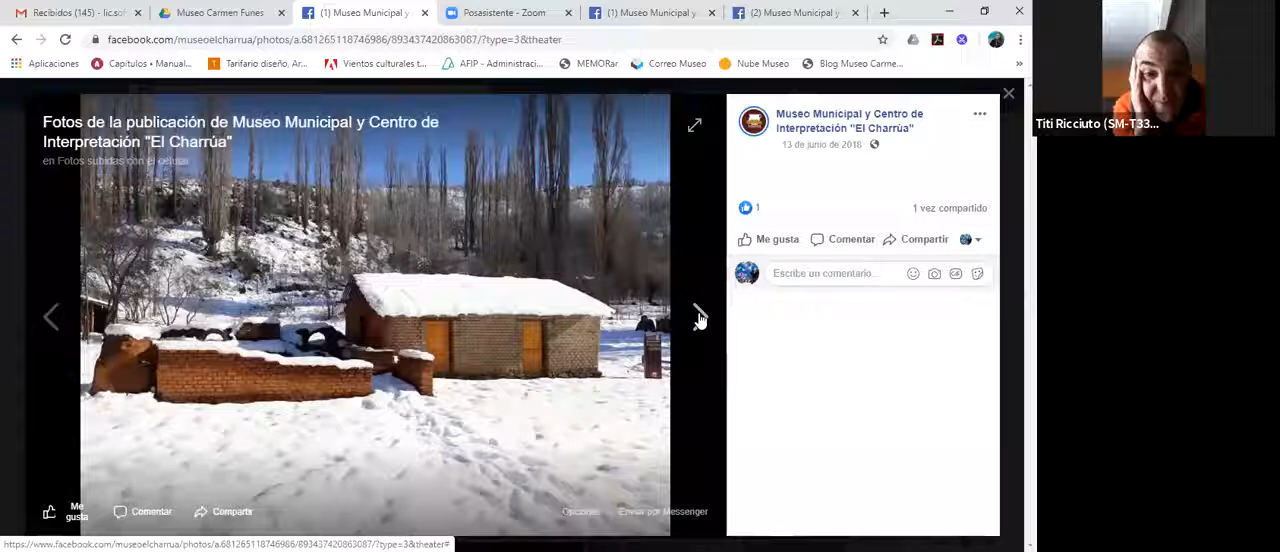 Recibidos (145) - lic.sof
Museo Carmen Funes
(1) Museo Municipal y
Posasistente - Zoom
(1) Museo Municipal y
(2) Museo Municipal y
facebook.com/museoelcharrua/photos/a.681265118746986/893437420863087/?type=3&theater
Aplicaciones
Capítulos • Manual...
Tarifario diseño, Ar...
Vientos culturales t...
AFIP - Administraci...
MEMORar
Correo Museo
Nube Museo
Blog Museo Carme...
»
Fotos de la publicación de Museo Municipal y Centro de
Interpretación "El Charrúa"
en Fotos subidas con el celular
Museo Municipal y Centro de
Interpretación "El Charrúa"
13 de junio de 2018
1
1 vez compartido
Me gusta
Comentar
Compartir
Escribe un comentario...
GIF
Me
gusta
Comentar
Compartir
Opciones
Enviar por Messenger
https://www.facebook.com/museoelcharrua/photos/a.681265118746986/893437420863087/?type=3&theater#
Titi Ricciuto (SM-T33...